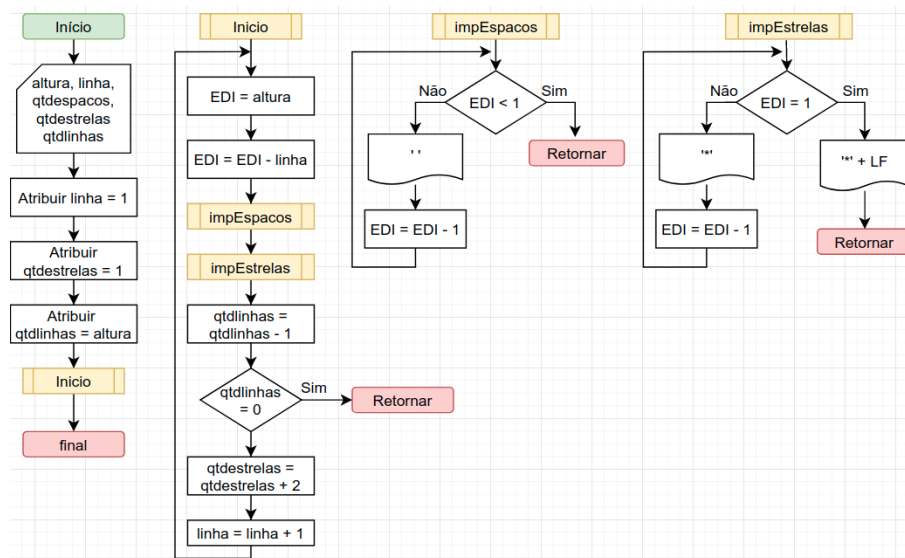 Início
altura, linha,
qtdespacos,
qtdestrelas
qtdlinhas
Atribuir linha = 1
Atribuir
qtdestrelas = 1
Atribuir
qtdlinhas = altura
Inicio
final
Inicio
EDI = altura
EDI = EDI - linha
impEspacos
impEstrelas
qtdlinhas =
qtdlinhas - 1
qtdlinhas
= 0
Sim
Retornar
qtdestrelas =
qtdestrelas + 2
linha = linha + 1
impEspacos
EDI < 1
Não
Sim
' '
Retornar
EDI = EDI - 1
impEstrelas
EDI = 1
Não
Sim
'*'
'*' + LF
EDI = EDI - 1
Retornar